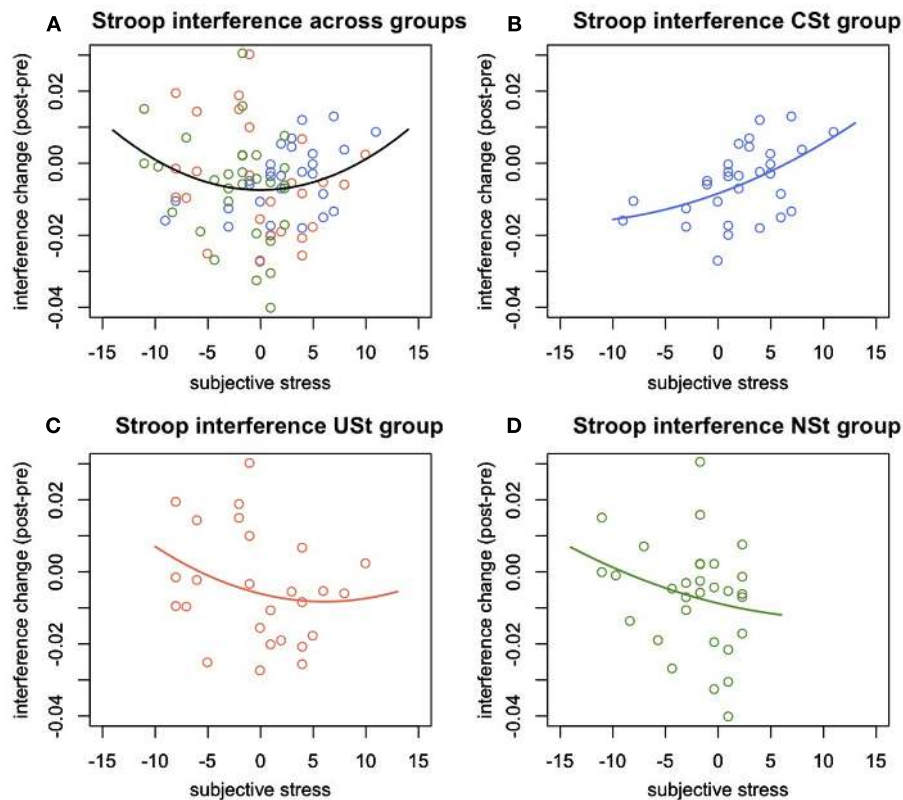 A Stroop interference across groups
interference change (post-pre)
0.02
0.00
-0.02
-0.04
-15 -10 -5 0 5 10 15
subjective stress
B Stroop interference CSt group
interference change (post-pre)
0.02
0.00
-0.02
-0.04
-15 -10 -5 0 5 10 15
subjective stress
C Stroop interference USt group
interference change (post-pre)
0.02
0.00
-0.02
-0.04
-15 -10 -5 0 5 10 15
subjective stress
D Stroop interference NSt group
interference change (post-pre)
0.02
0.00
-0.02
-0.04
-15 -10 -5 0 5 10 15
subjective stress